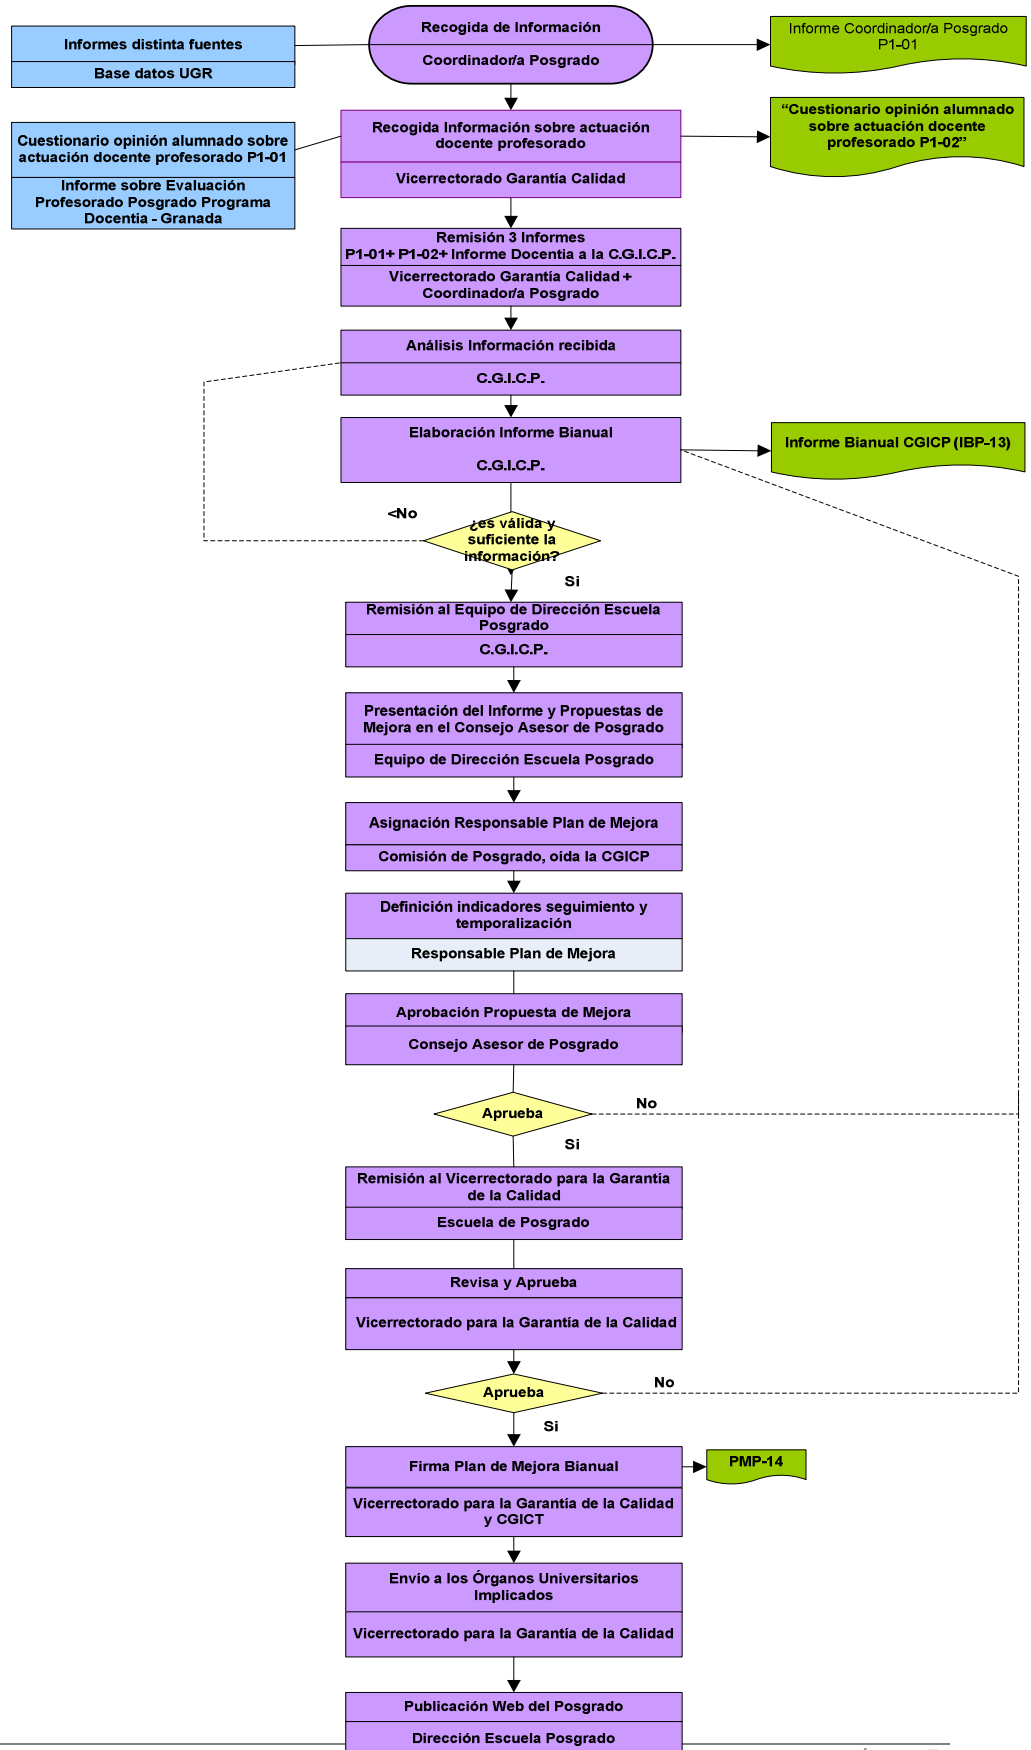 Informes distinta fuentes
Base datos UGR
Recogida de Información
Coordinador/a Posgrado
Informe Coordinador/a Posgrado
P1-01
Cuestionario opinión alumnado sobre
actuación docente profesorado P1-01
Informe sobre Evaluación
Profesorado Posgrado Programa
Docentia - Granada
Recogida Información sobre actuación
docente profesorado
Vicerrectorado Garantía Calidad
“Cuestionario opinión alumnado
sobre actuación docente
profesorado P1-02”
Remisión 3 Informes
P1-01+ P1-02+ Informe Docentia a la C.G.I.C.P.
Vicerrectorado Garantía Calidad +
Coordinador/a Posgrado
Análisis Información recibida
C.G.I.C.P.
Elaboración Informe Bianual
C.G.I.C.P.
Informe Bianual CGICP (IBP-13)
<No
¿es válida y
suficiente la
información?
Si
Remisión al Equipo de Dirección Escuela
Posgrado
C.G.I.C.P.
Presentación del Informe y Propuestas de
Mejora en el Consejo Asesor de Posgrado
Equipo de Dirección Escuela Posgrado
Asignación Responsable Plan de Mejora
Comisión de Posgrado, oída la CGICP
Definición indicadores seguimiento y
temporalización
Responsable Plan de Mejora
Aprobación Propuesta de Mejora
Consejo Asesor de Posgrado
Aprueba
No
Si
Remisión al Vicerrectorado para la Garantía
de la Calidad
Escuela de Posgrado
Revisa y Aprueba
Vicerrectorado para la Garantía de la Calidad
Aprueba
No
Si
Firma Plan de Mejora Bianual
Vicerrectorado para la Garantía de la Calidad
y CGICT
PMP-14
Envío a los Órganos Universitarios
Implicados
Vicerrectorado para la Garantía de la Calidad
Publicación Web del Posgrado
Dirección Escuela Posgrado